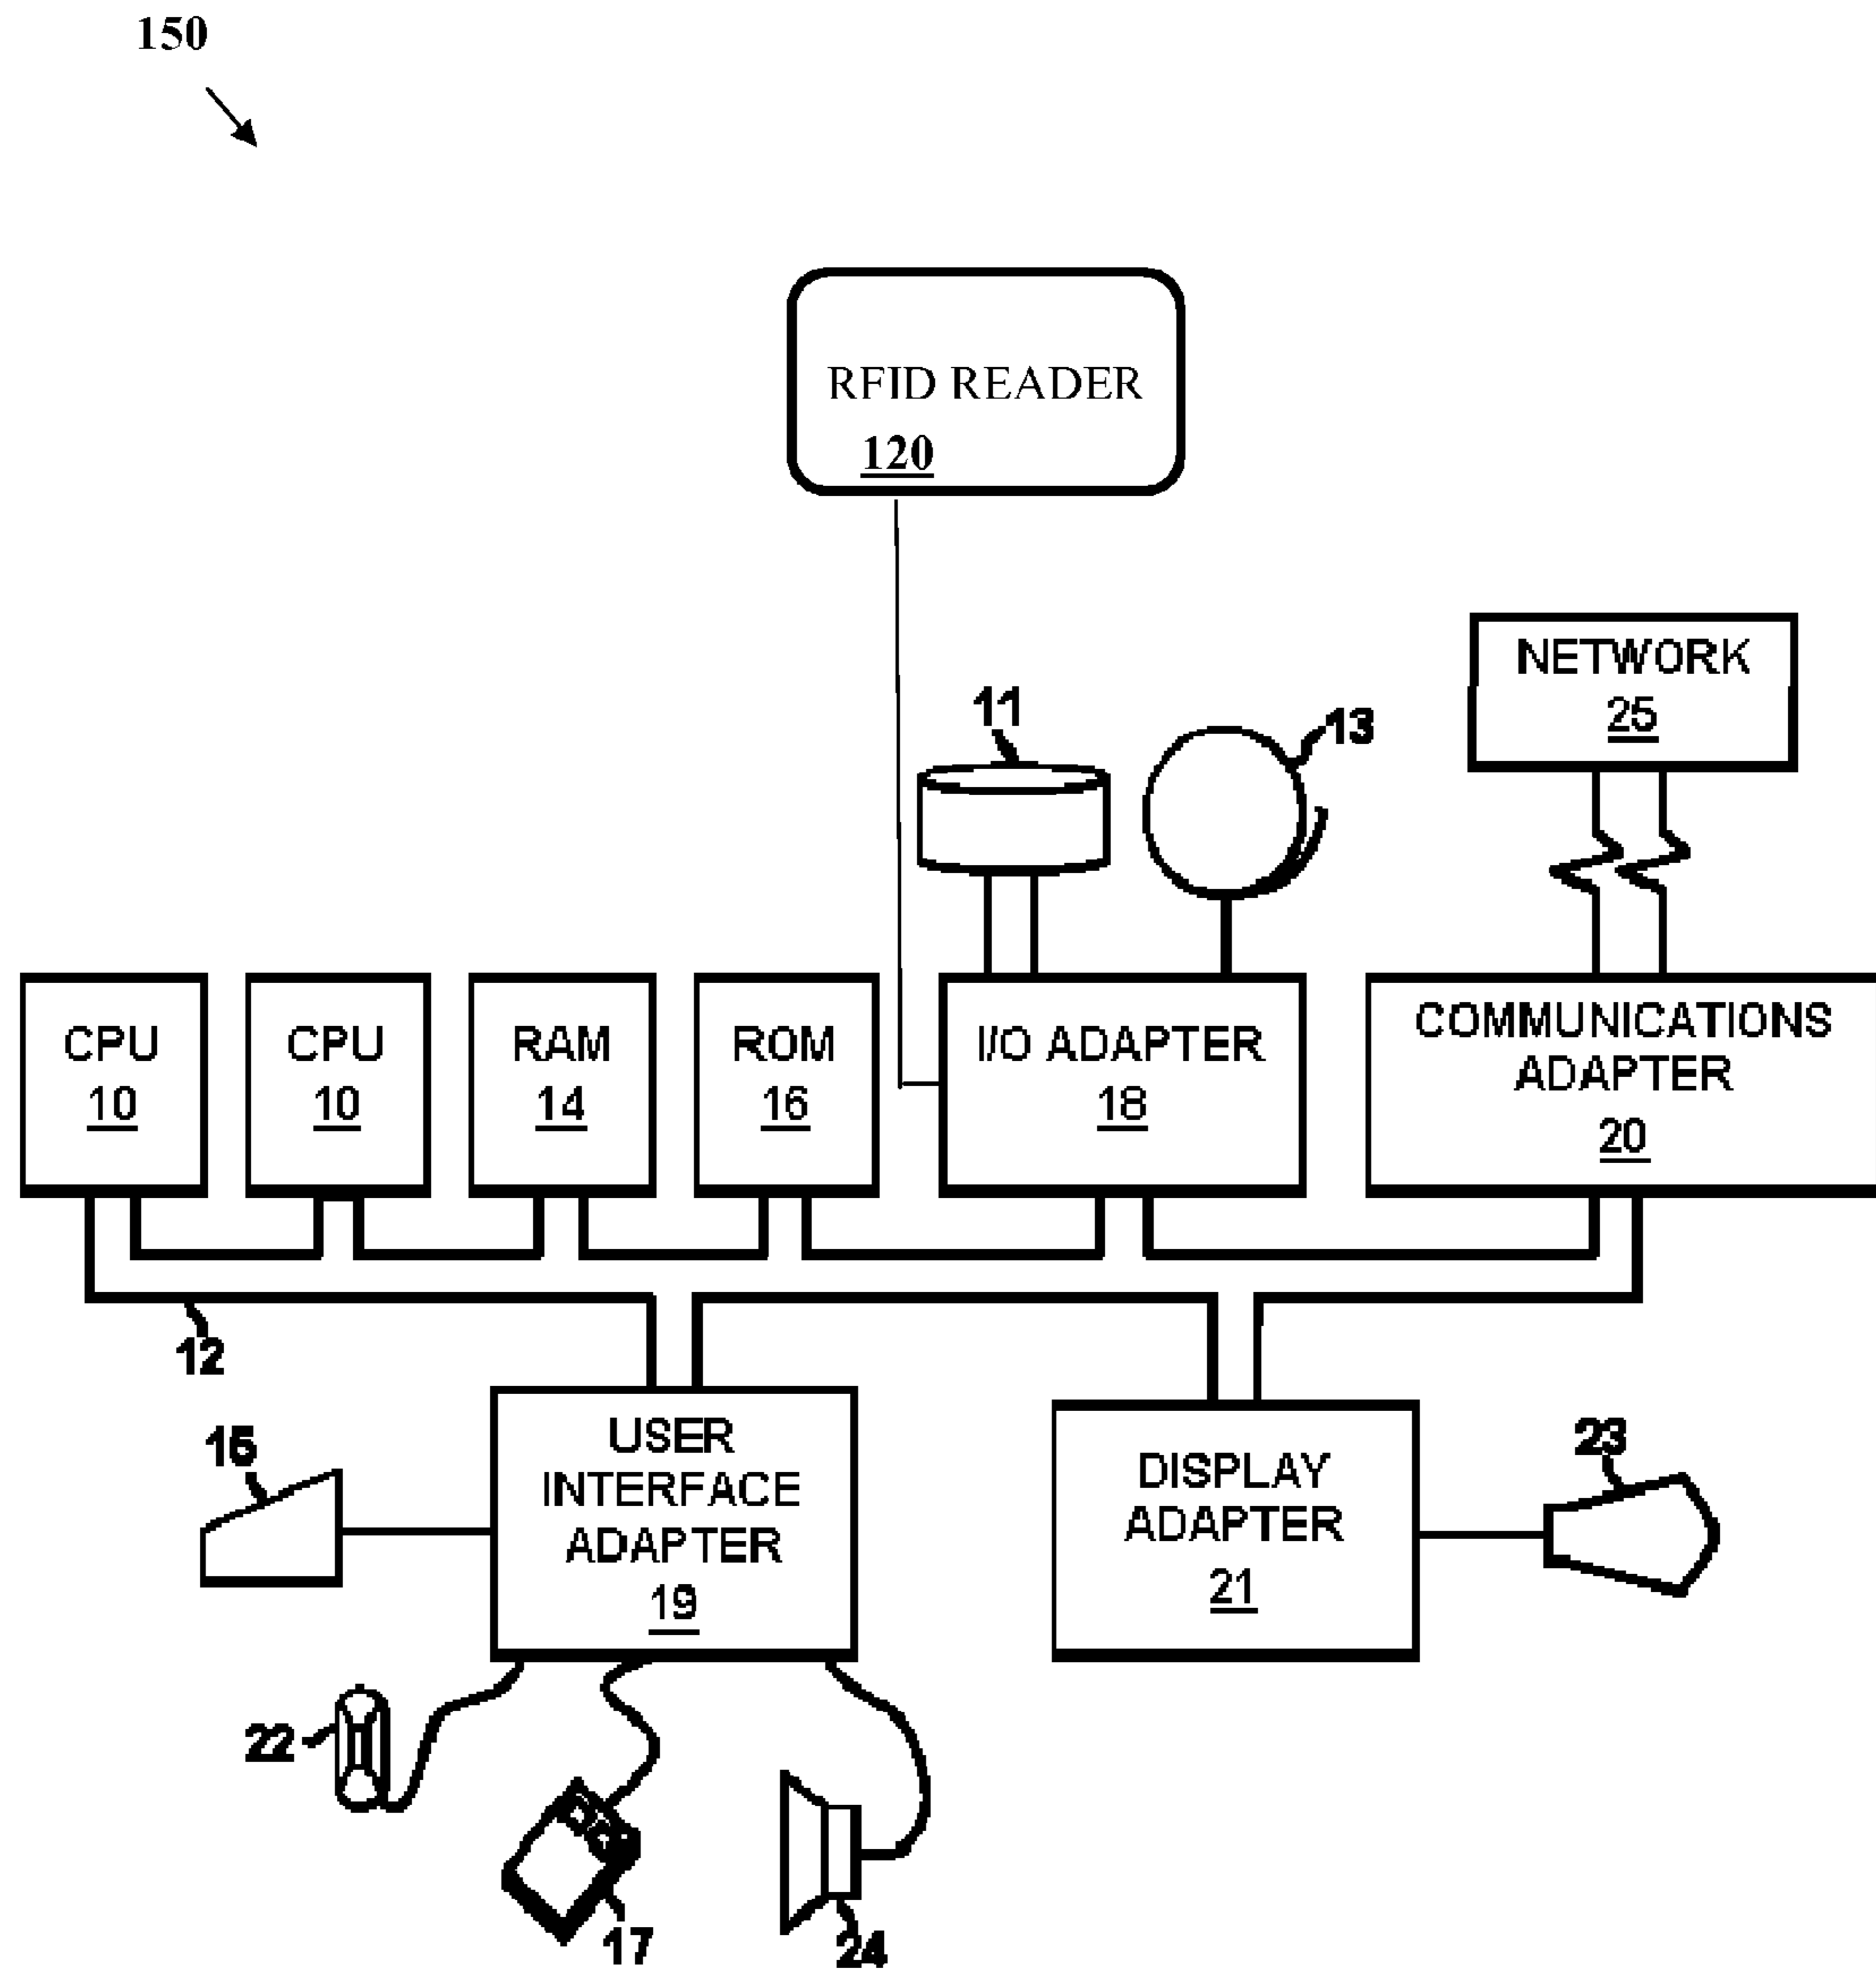 150
RFID READER
120
NETWORK
25
11
13
CPU
10
CPU
10
RAM
14
ROM
16
I/O ADAPTER
18
COMMUNICATIONS
ADAPTER
20
12
15
USER
INTERFACE
ADAPTER
19
DISPLAY
ADAPTER
21
23
22
17
24